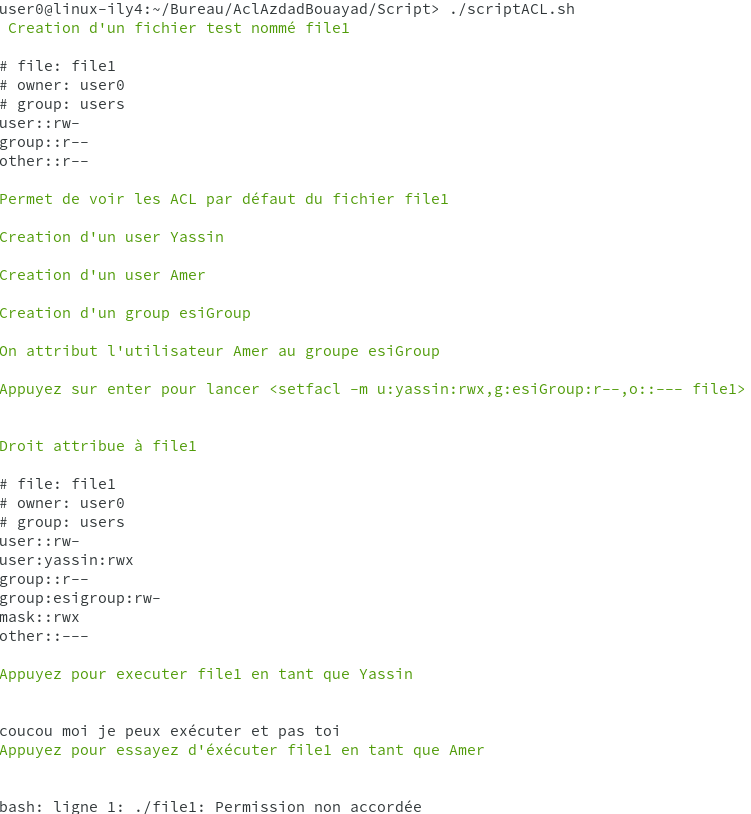 user0@linux-ily4:~/Bureau/AclAzdadBouayad/Script> ./scriptACL.sh
Creation d'un fichier test nommé file1
# file: file1
# owner: user0
# group: users
user::rw-
group::r--
other::r--
Permet de voir les ACL par défaut du fichier file1
Creation d'un user Yassin
Creation d'un user Amer
Creation d'un group esiGroup
On attribut l'utilisateur Amer au groupe esiGroup
Appuyez sur enter pour lancer <setfacl -m u:yassin:rwx,g:esiGroup:r--,o::--- file1>
Droit attribue à file1
# file: file1
# owner: user0
# group: users
user::rw-
user:yassin:rwx
group::r--
group:esigroup:rw-
mask::rwx
other::---
Appuyez pour executer file1 en tant que Yassin
coucou moi je peux exécuter et pas toi
Appuyez pour essayez d'éxécuter file1 en tant que Amer
bash: ligne 1: ./file1: Permission non accordée